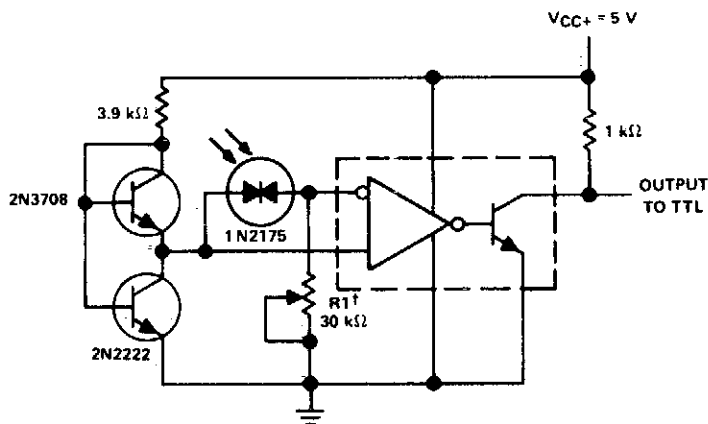 VCC+ = 5 V
3.9 kΩ
1 kΩ
2N3708
1N2175
OUTPUT
TO TTL
R1†
30 kΩ
2N2222